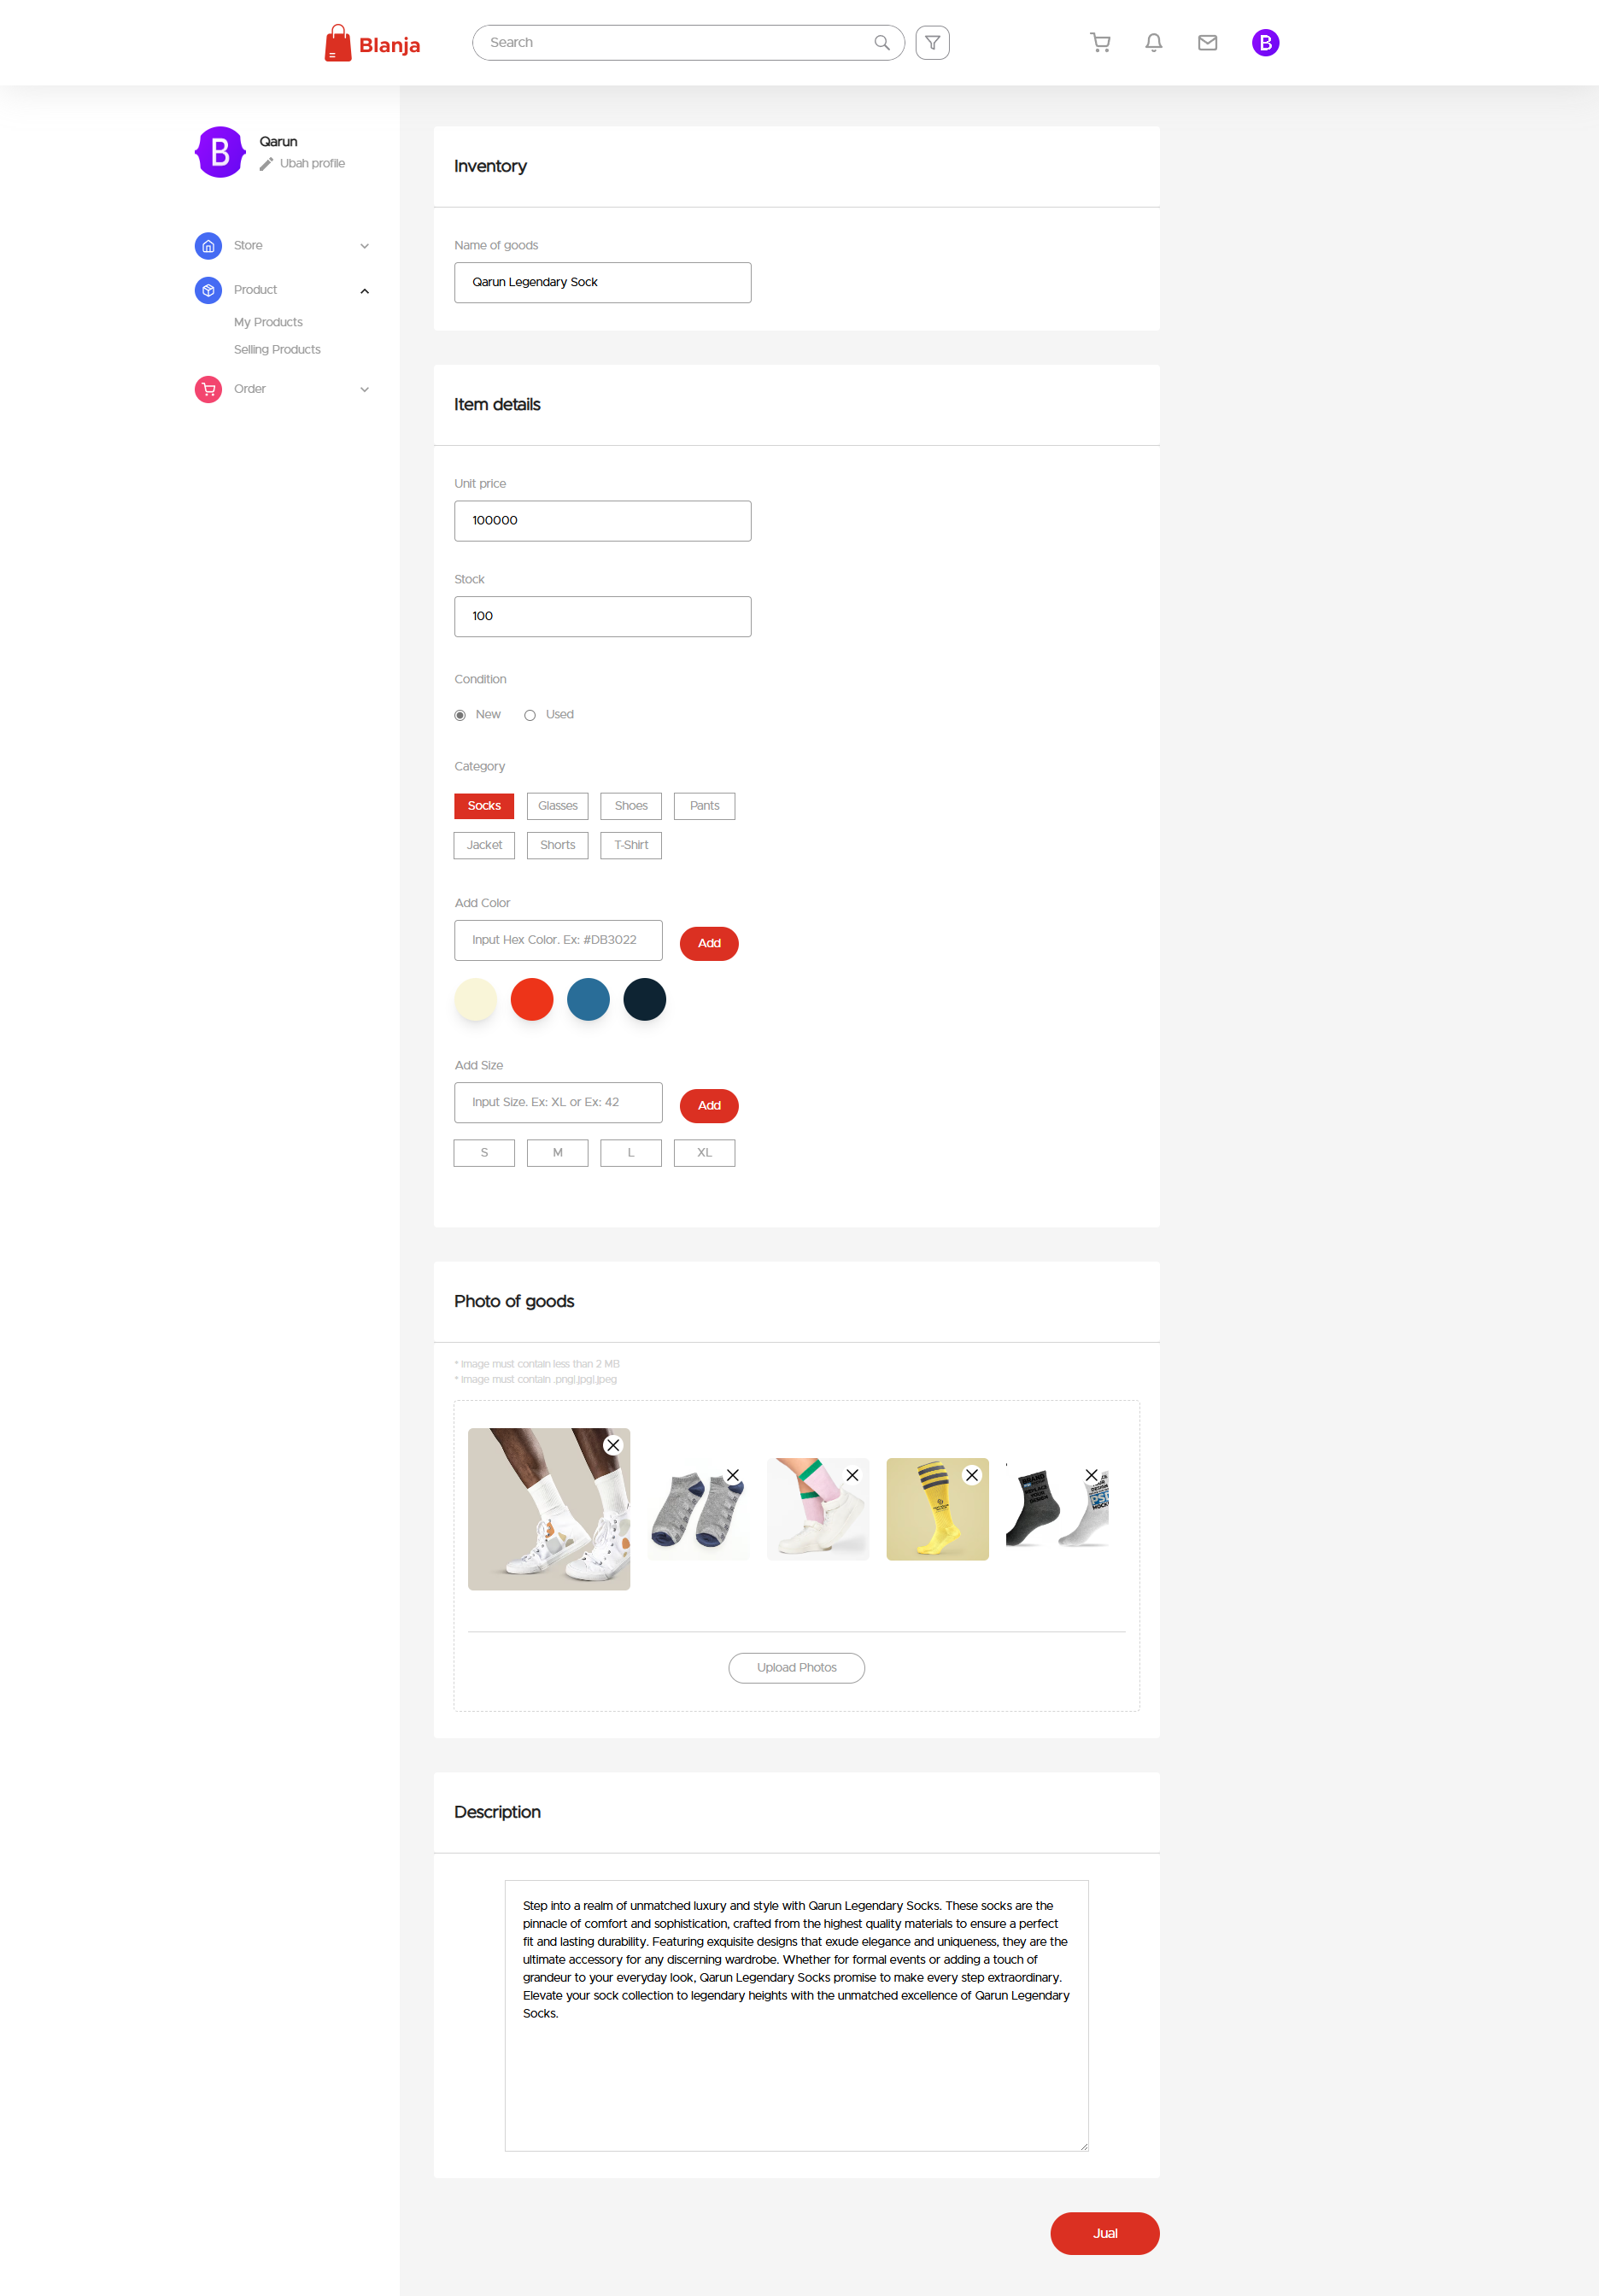 Blanja
Search
B
B
Qarun
Ubah profile
Store
Product
My Products
Selling Products
Order
Inventory
Name of goods
Qarun Legendary Sock
Item details
Unit price
100000
Stock
100
Condition
New Used
Category
Socks Glasses Shoes Pants
Jacket Shorts T-Shirt
Add Color
Input Hex Color. Ex: #DB3022 Add
Add Size
Input Size. Ex: XL or Ex: 42 Add
S M L XL
Photo of goods
* Image must contain less than 2 MB
* Image must contain .png|.jpg|.jpeg
Upload Photos
Description
Step into a realm of unmatched luxury and style with Qarun Legendary Socks. These socks are the
pinnacle of comfort and sophistication, crafted from the highest quality materials to ensure a perfect
fit and lasting durability. Featuring exquisite designs that exude elegance and uniqueness, they are the
ultimate accessory for any discerning wardrobe. Whether for formal events or adding a touch of
grandeur to your everyday look, Qarun Legendary Socks promise to make every step extraordinary.
Elevate your sock collection to legendary heights with the unmatched excellence of Qarun Legendary
Socks.
Jual